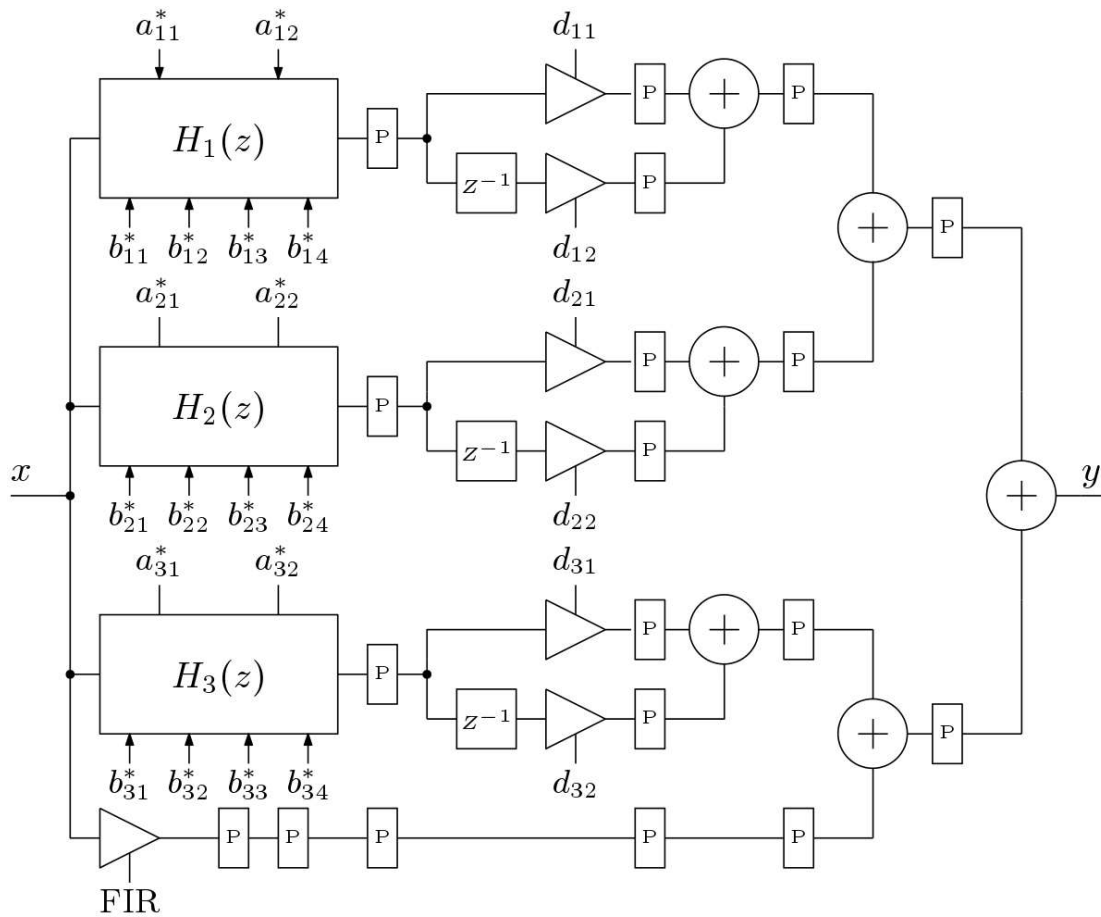 a*11 a*12 d11
P P P
H1(z) P
z−1 P
b*11 b*12 b*13 b*14 d12
P
a*21 a*22 d21
P P
H2(z) P
z−1 P
x y
b*21 b*22 b*23 b*24 d22
a*31 a*32 d31
P P
H3(z) P
z−1 P P
b*31 b*32 b*33 b*34 d32
P P P P P
FIR